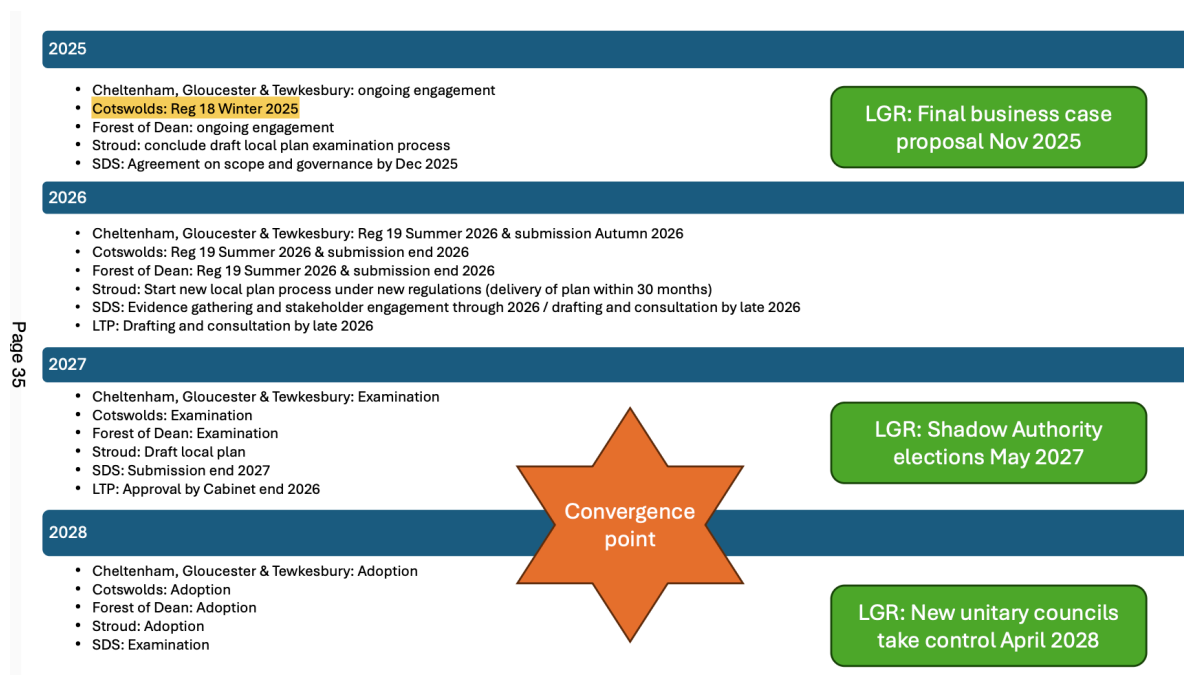 2025
• Cheltenham, Gloucester & Tewkesbury: ongoing engagement
• Cotswolds: Reg 18 Winter 2025
• Forest of Dean: ongoing engagement
• Stroud: conclude draft local plan examination process
• SDS: Agreement on scope and governance by Dec 2025
LGR: Final business case
proposal Nov 2025
2026
• Cheltenham, Gloucester & Tewkesbury: Reg 19 Summer 2026 & submission Autumn 2026
• Cotswolds: Reg 19 Summer 2026 & submission end 2026
• Forest of Dean: Reg 19 Summer 2026 & submission end 2026
• Stroud: Start new local plan process under new regulations (delivery of plan within 30 months)
• SDS: Evidence gathering and stakeholder engagement through 2026 / drafting and consultation by late 2026
• LTP: Drafting and consultation by late 2026
Page 35
2027
• Cheltenham, Gloucester & Tewkesbury: Examination
• Cotswolds: Examination
• Forest of Dean: Examination
• Stroud: Draft local plan
• SDS: Submission end 2027
• LTP: Approval by Cabinet end 2026
LGR: Shadow Authority
elections May 2027
Convergence
point
2028
• Cheltenham, Gloucester & Tewkesbury: Adoption
• Cotswolds: Adoption
• Forest of Dean: Adoption
• Stroud: Adoption
• SDS: Examination
LGR: New unitary councils
take control April 2028